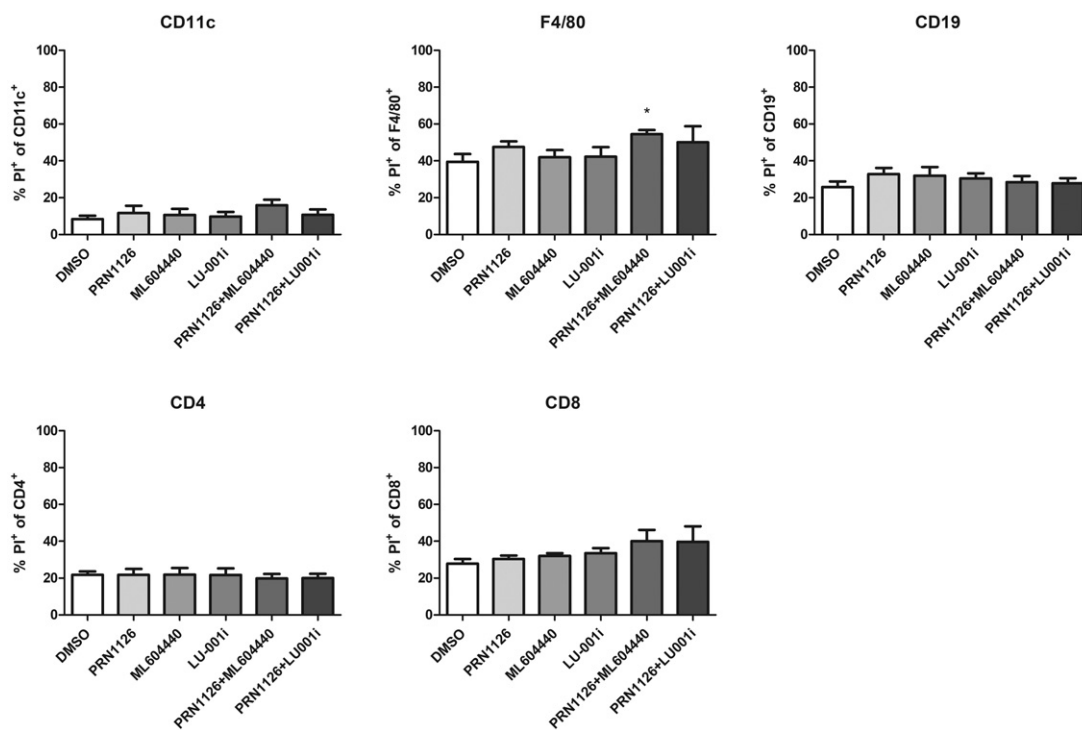 CD11c
% PI+ of CD11c+
100
80
60
40
20
0
DMSO
PRN1126
ML604440
LU-001i
PRN1126+ML604440
PRN1126+LU001i
F4/80
% PI+ of F4/80+
100
80
60
40
20
0
*
DMSO
PRN1126
ML604440
LU-001i
PRN1126+ML604440
PRN1126+LU001i
CD19
% PI+ of CD19+
100
80
60
40
20
0
DMSO
PRN1126
ML604440
LU-001i
PRN1126+ML604440
PRN1126+LU001i
CD4
% PI+ of CD4+
100
80
60
40
20
0
DMSO
PRN1126
ML604440
LU-001i
PRN1126+ML604440
PRN1126+LU001i
CD8
% PI+ of CD8+
100
80
60
40
20
0
DMSO
PRN1126
ML604440
LU-001i
PRN1126+ML604440
PRN1126+LU001i